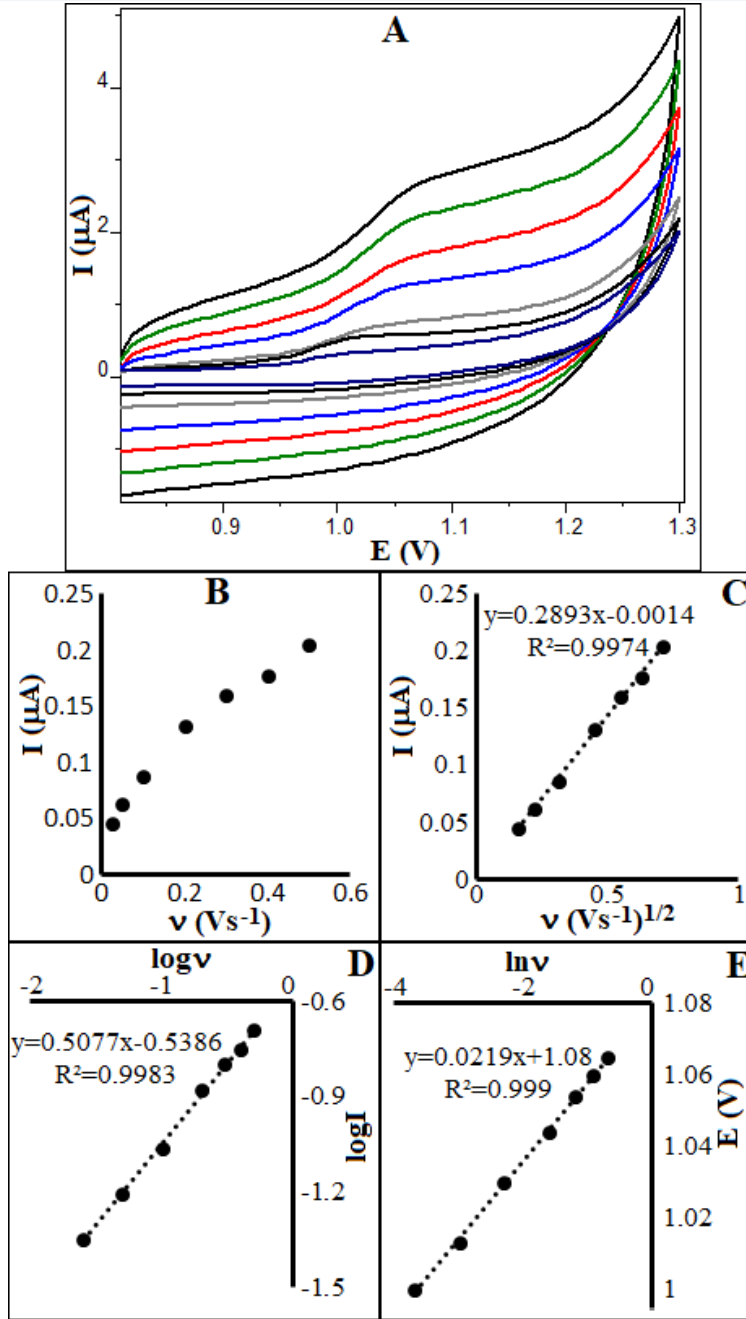 A
4
2
0
I (µA)
0.9 1.0 1.1 1.2 1.3
E (V)
B
0.25
0.2
0.15
0.1
0.05
0
I (µA)
0 0.2 0.4 0.6
ν (Vs⁻¹)
C
0.25
0.2
0.15
0.1
0.05
0
I (µA)
y=0.2893x-0.0014
R²=0.9974
0 0.5 1
ν (Vs⁻¹)¹/²
D
logν
-2 -1 0
-0.6
-0.9
-1.2
-1.5
logI
y=0.5077x-0.5386
R²=0.9983
E
lnν
-4 -2 0
1.08
1.06
1.04
1.02
1
E (V)
y=0.0219x+1.08
R²=0.999